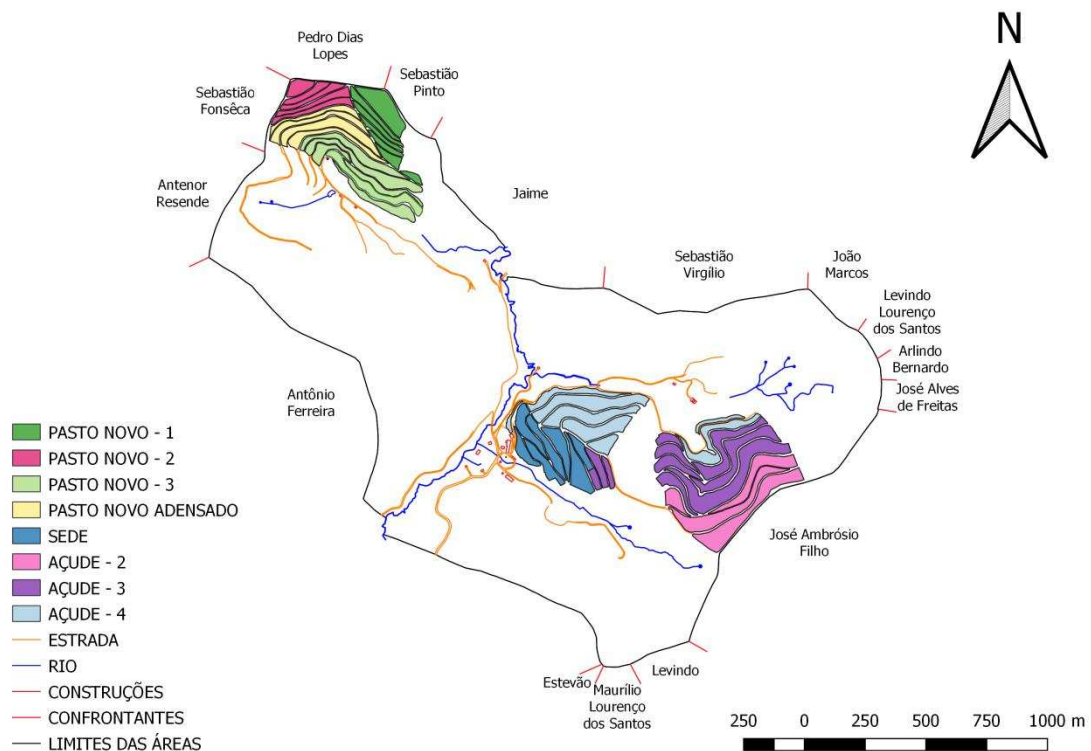 N
Pedro Dias
Lopes
Sebastião
Pinto
Sebastião
Fonsêca
Antenor
Resende
Jaime
Sebastião
Virgílio
João
Marcos
Levindo
Lourenço
dos Santos
Arlindo
Bernardo
José Alves
de Freitas
Antônio
Ferreira
José Ambrósio
Filho
Levindo
Estevão
Maurílio
Lourenço
dos Santos
PASTO NOVO - 1
PASTO NOVO - 2
PASTO NOVO - 3
PASTO NOVO ADENSADO
SEDE
AÇUDE - 2
AÇUDE - 3
AÇUDE - 4
ESTRADA
RIO
CONSTRUÇÕES
CONFRONTANTES
LIMITES DAS ÁREAS
250 0 250 500 750 1000 m